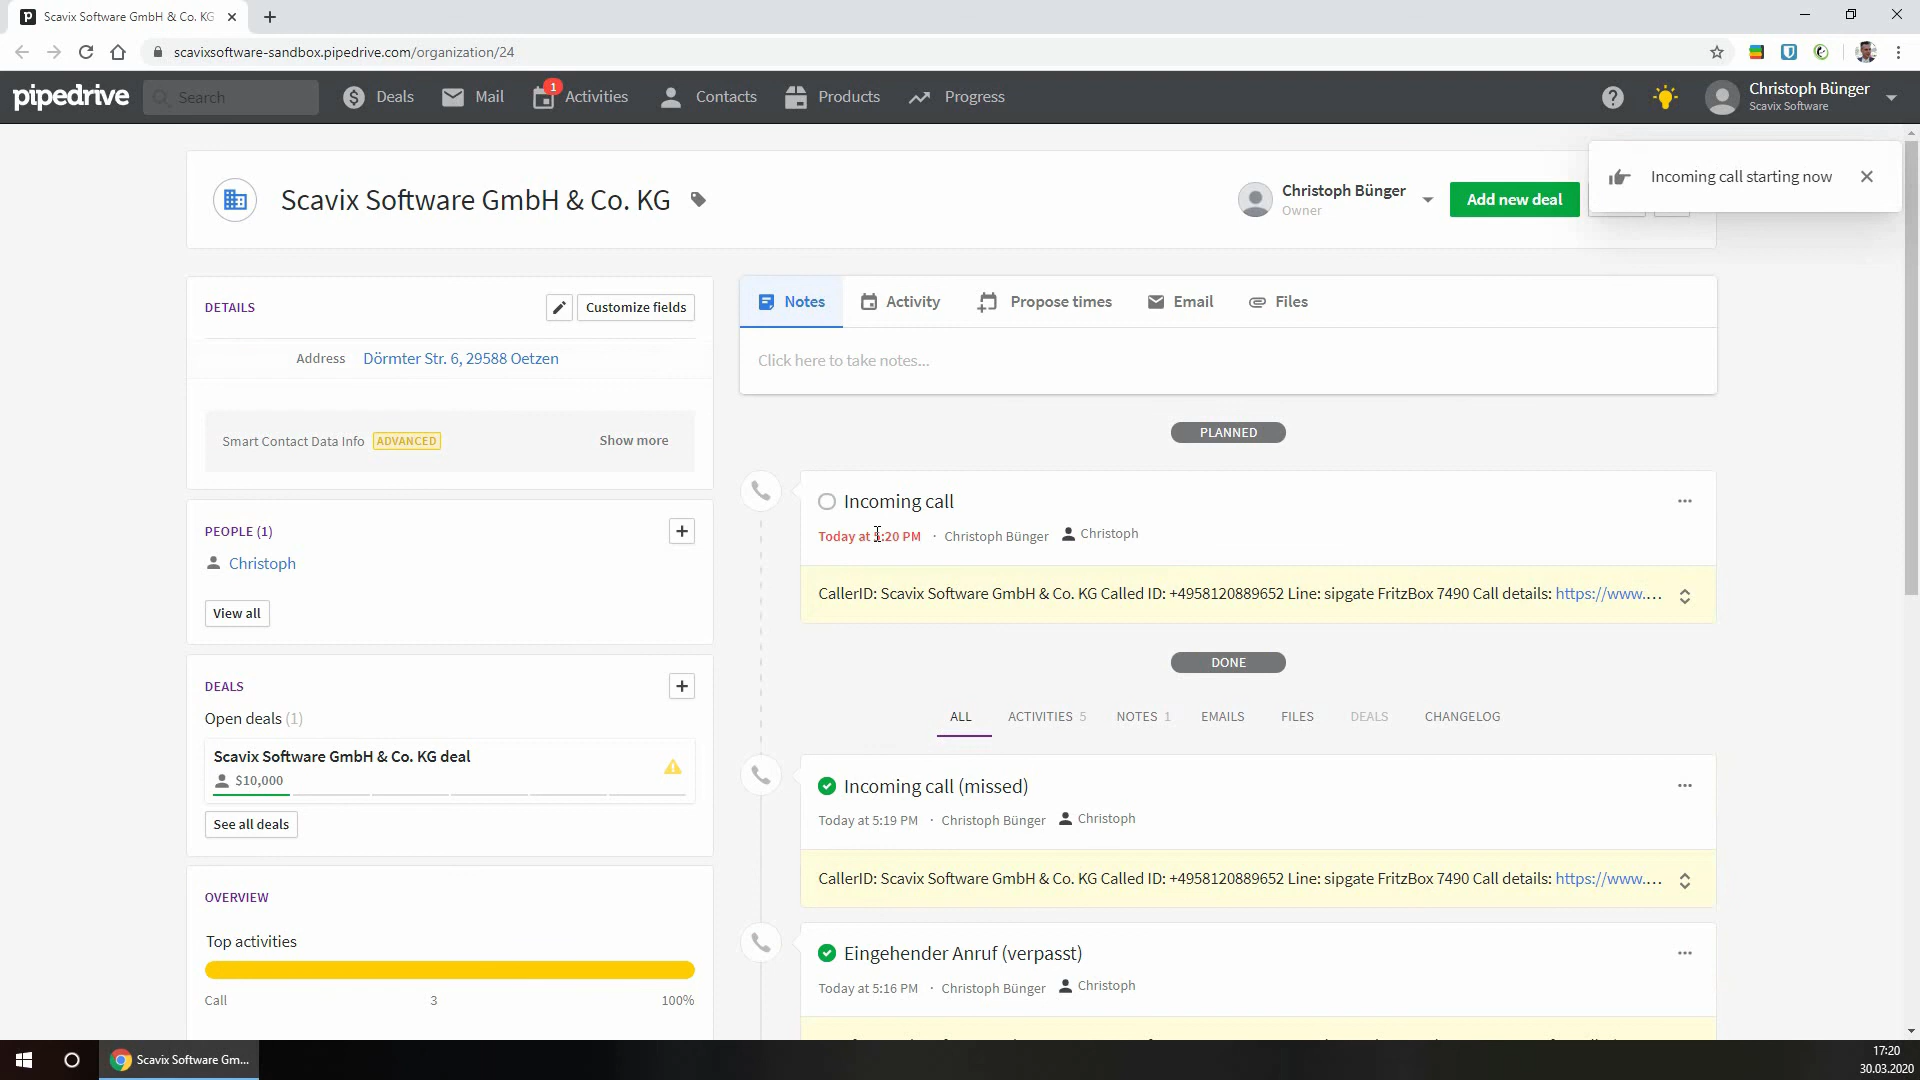 Scavix Software GmbH & Co. KG
scavixsoftware-sandbox.pipedrive.com/organization/24
pipedrive
Search
Deals
Mail
1
Activities
Contacts
Products
Progress
Christoph Bünger
Scavix Software
Incoming call starting now
Scavix Software GmbH & Co. KG
Christoph Bünger
Owner
Add new deal
DETAILS
Customize fields
Address Dörmter Str. 6, 29588 Oetzen
Smart Contact Data Info ADVANCED
Show more
PEOPLE (1)
Christoph
View all
DEALS
Open deals (1)
Scavix Software GmbH & Co. KG deal
$10,000
See all deals
OVERVIEW
Top activities
Call 3 100%
Notes
Activity
Propose times
Email
Files
Click here to take notes...
PLANNED
Incoming call
Today at 5:20 PM · Christoph Bünger Christoph
CallerID: Scavix Software GmbH & Co. KG Called ID: +4958120889652 Line: sipgate FritzBox 7490 Call details: https://www.…
DONE
ALL ACTIVITIES 5 NOTES 1 EMAILS FILES DEALS CHANGELOG
Incoming call (missed)
Today at 5:19 PM · Christoph Bünger Christoph
CallerID: Scavix Software GmbH & Co. KG Called ID: +4958120889652 Line: sipgate FritzBox 7490 Call details: https://www.…
Eingehender Anruf (verpasst)
Today at 5:16 PM · Christoph Bünger Christoph
Scavix Software Gm...
17:20
30.03.2020